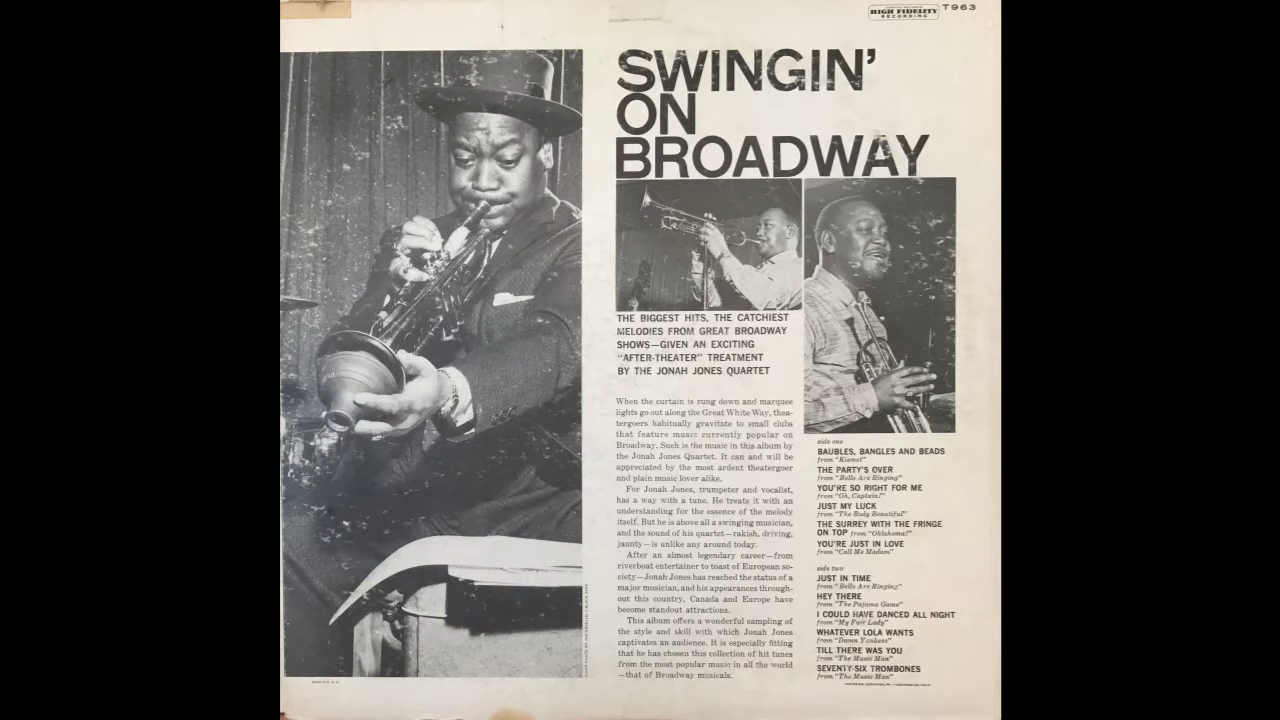 HIGH FIDELITY
RECORDING
T963
SWINGIN'
ON
BROADWAY
THE BIGGEST HITS, THE CATCHIEST
MELODIES FROM GREAT BROADWAY
SHOWS—GIVEN AN EXCITING
"AFTER-THEATER" TREATMENT
BY THE JONAH JONES QUARTET
When the curtain is rung down and marquee
lights go out along the Great White Way, thea-
tergoers habitually gravitate to small clubs
that feature music currently popular on
Broadway. Such is the music in this album by
the Jonah Jones Quartet. It can and will be
appreciated by the most ardent theatergoer
and plain music lover alike.
For Jonah Jones, trumpeter and vocalist,
has a way with a tune. He treats it with an
understanding for the essence of the melody
itself. But he is above all a swinging musician,
and the sound of his quartet—rakish, driving,
jaunty—is unlike any around today.
After an almost legendary career—from
riverboat entertainer to toast of European so-
ciety—Jonah Jones has reached the status of a
major musician, and his appearances through-
out this country, Canada and Europe have
become standout attractions.
This album offers a wonderful sampling of
the style and skill with which Jonah Jones
captivates an audience. It is especially fitting
that he has chosen this collection of hit tunes
from the most popular music in all the world
—that of Broadway musicals.
side one
BAUBLES, BANGLES AND BEADS
from "Kismet"
THE PARTY'S OVER
from "Bells Are Ringing"
YOU'RE SO RIGHT FOR ME
from "Oh, Captain!"
JUST MY LUCK
from "The Body Beautiful"
THE SURREY WITH THE FRINGE
ON TOP from "Oklahoma!"
YOU'RE JUST IN LOVE
from "Call Me Madam"
side two
JUST IN TIME
from "Bells Are Ringing"
HEY THERE
from "The Pajama Game"
I COULD HAVE DANCED ALL NIGHT
from "My Fair Lady"
WHATEVER LOLA WANTS
from "Damn Yankees"
TILL THERE WAS YOU
from "The Music Man"
SEVENTY-SIX TROMBONES
from "The Music Man"